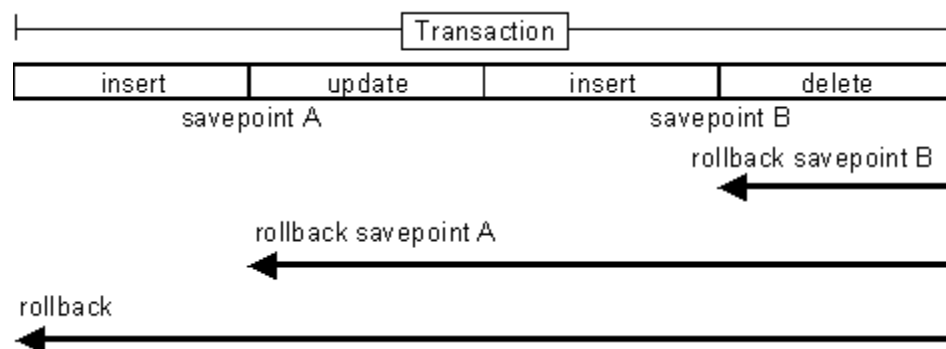 Transaction
insert update insert delete
savepoint A savepoint B
rollback savepoint B
rollback savepoint A
rollback